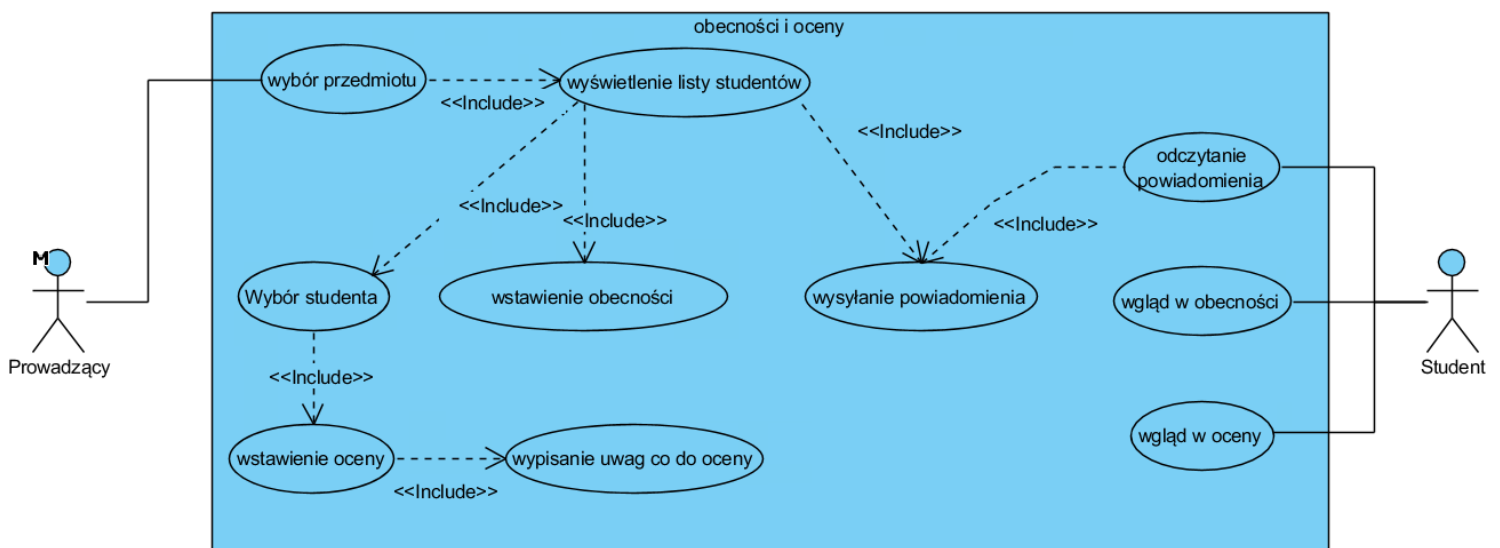 obecności i oceny
wybór przedmiotu
<<Include>>
wyświetlenie listy studentów
<<Include>>
odczytanie
powiadomienia
<<Include>>
<<Include>>
<<Include>>
M
Prowadzący
Wybór studenta
wstawienie obecności
wysyłanie powiadomienia
wgląd w obecności
Student
<<Include>>
wstawienie oceny
wypisanie uwag co do oceny
wgląd w oceny
<<Include>>